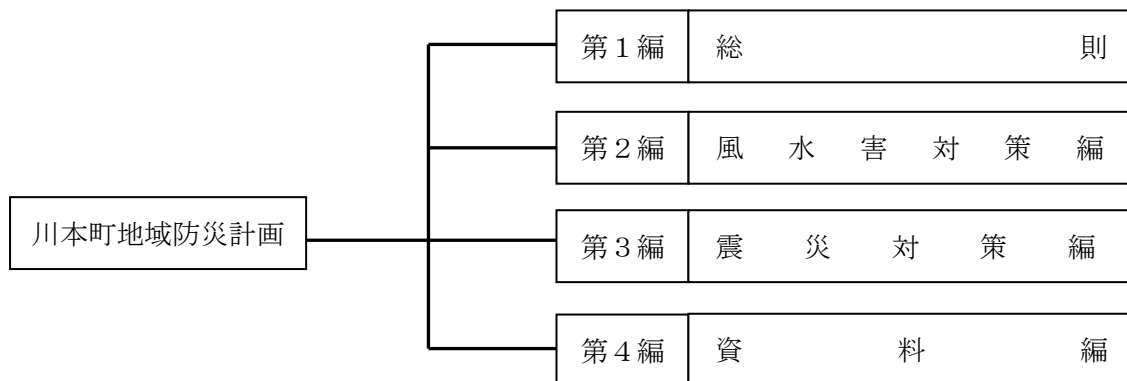 第１編 総則
第２編 風水害対策編
川本町地域防災計画
第３編 震災対策編
第４編 資料編